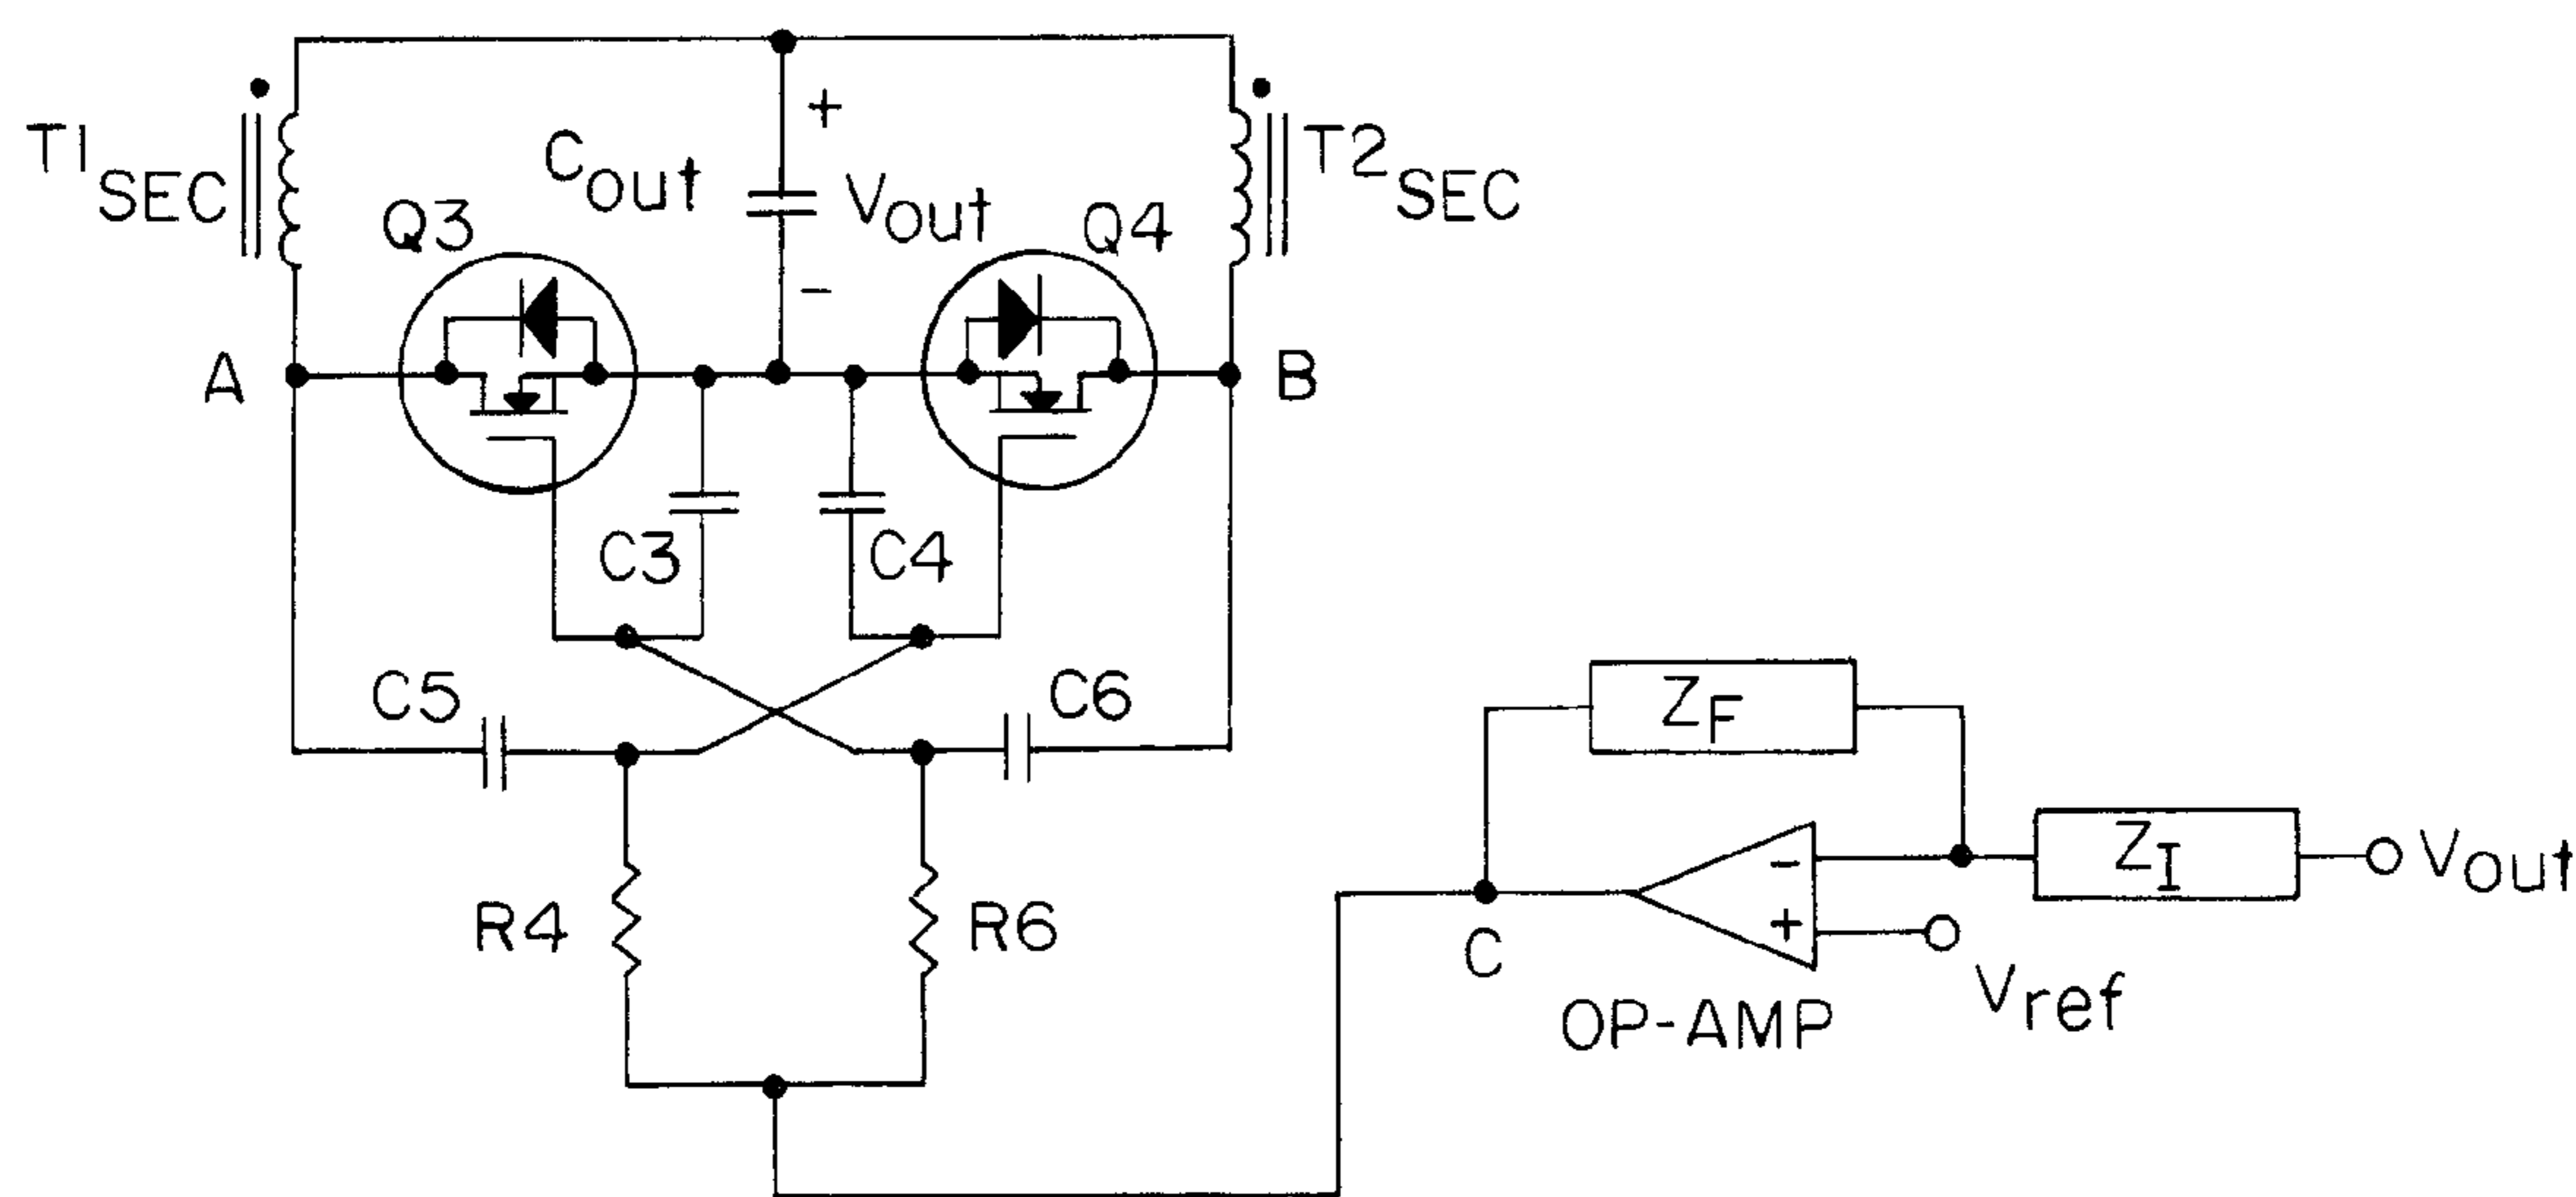 +
T1SEC
Cout
Vout
T2SEC
Q3
Q4
-
A
B
C3
C4
C5
C6
ZF
ZI
Vout
-
+
R4
R6
C
Vref
OP-AMP